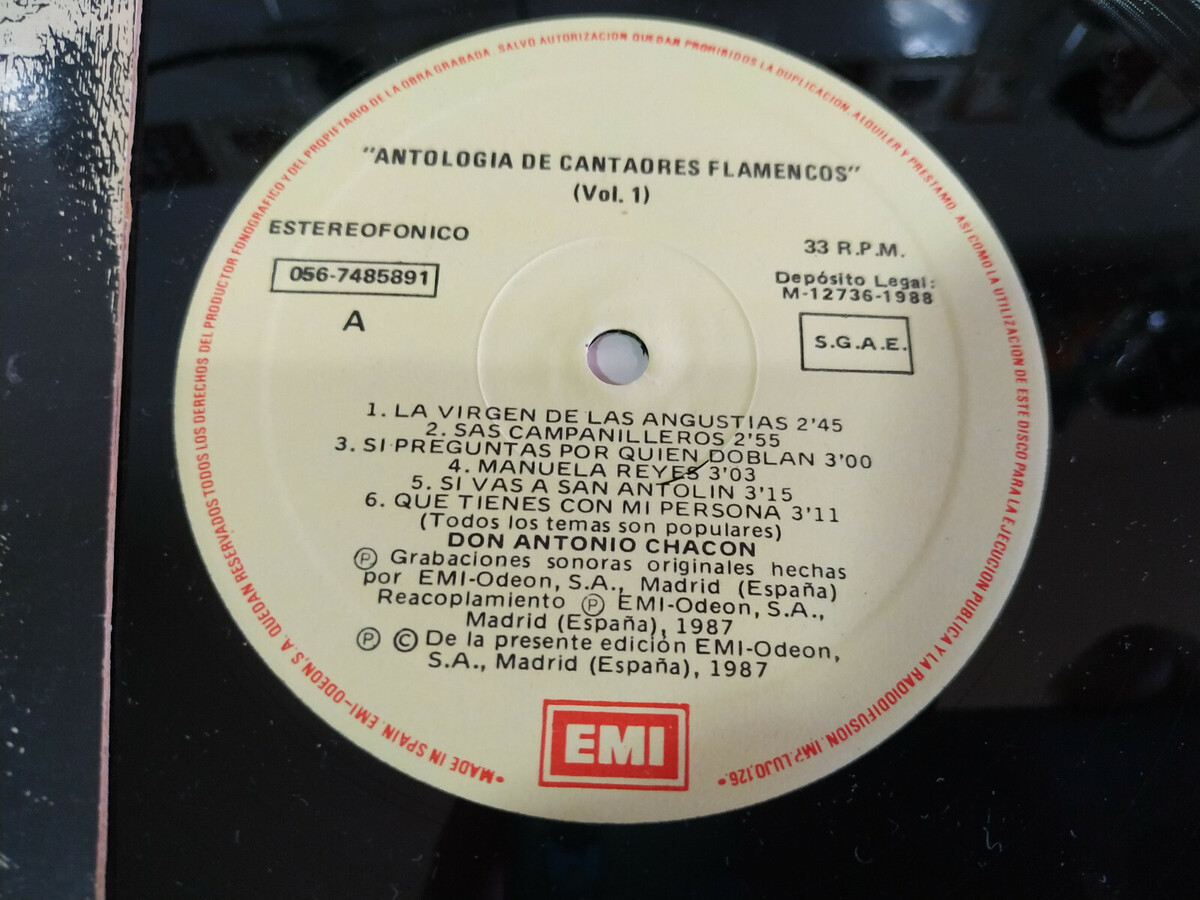 "ANTOLOGIA DE CANTAORES FLAMENCOS"
(Vol. 1)
ESTEREOFONICO
056-7485891
A
33 R.P.M.
Depósito Legal:
M-12736-1988
S.G.A.E.
1. LA VIRGEN DE LAS ANGUSTIAS 2'45
2. SAS CAMPANILLEROS 2'55
3. SI PREGUNTAS POR QUIEN DOBLAN 3'00
4. MANUELA REYES 3'03
5. SI VAS A SAN ANTOLIN 3'15
6. QUE TIENES CON MI PERSONA 3'11
(Todos los temas son populares)
DON ANTONIO CHACON
Ⓟ Grabaciones sonoras originales hechas
por EMI-Odeon, S.A., Madrid (España)
Reacoplamiento Ⓟ EMI-Odeon, S.A.,
Madrid (España), 1987
Ⓟ © De la presente edición EMI-Odeon,
S.A., Madrid (España), 1987
EMI
• MADE IN SPAIN. EMI-ODEON, S.A. QUEDAN RESERVADOS TODOS LOS DERECHOS DEL PRODUCTOR FONOGRAFICO Y DEL PROPIETARIO DE LA OBRA GRABADA. SALVO AUTORIZACION QUEDAN PROHIBIDOS LA DUPLICACION, ALQUILER Y PRESTAMO, ASI COMO LA UTILIZACION DE ESTE DISCO PARA LA EJECUCION PUBLICA Y LA RADIODIFUSION. IMP. LUJO, 126. •